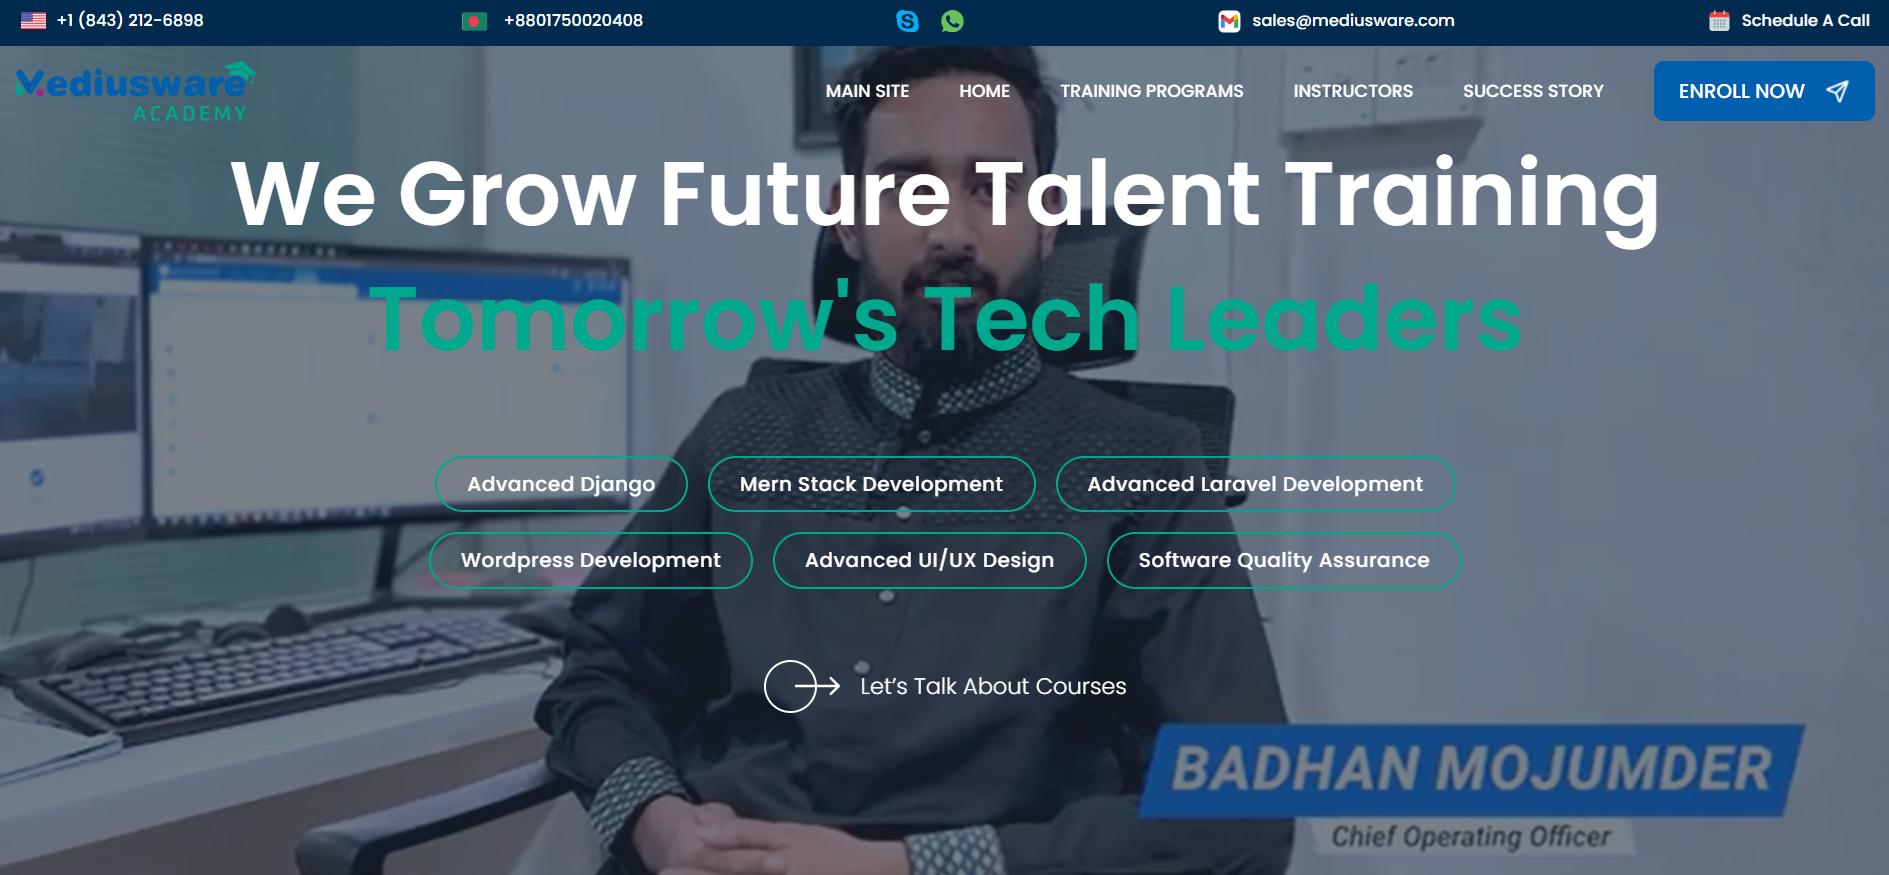 +1 (843) 212-6898
+8801750020408
sales@mediusware.com
Schedule A Call
Mediusware
ACADEMY
MAIN SITE
HOME
TRAINING PROGRAMS
INSTRUCTORS
SUCCESS STORY
ENROLL NOW
We Grow Future Talent Training
Tomorrow's Tech Leaders
Advanced Django
Mern Stack Development
Advanced Laravel Development
Wordpress Development
Advanced UI/UX Design
Software Quality Assurance
Let’s Talk About Courses
BADHAN MOJUMDER
Chief Operating Officer